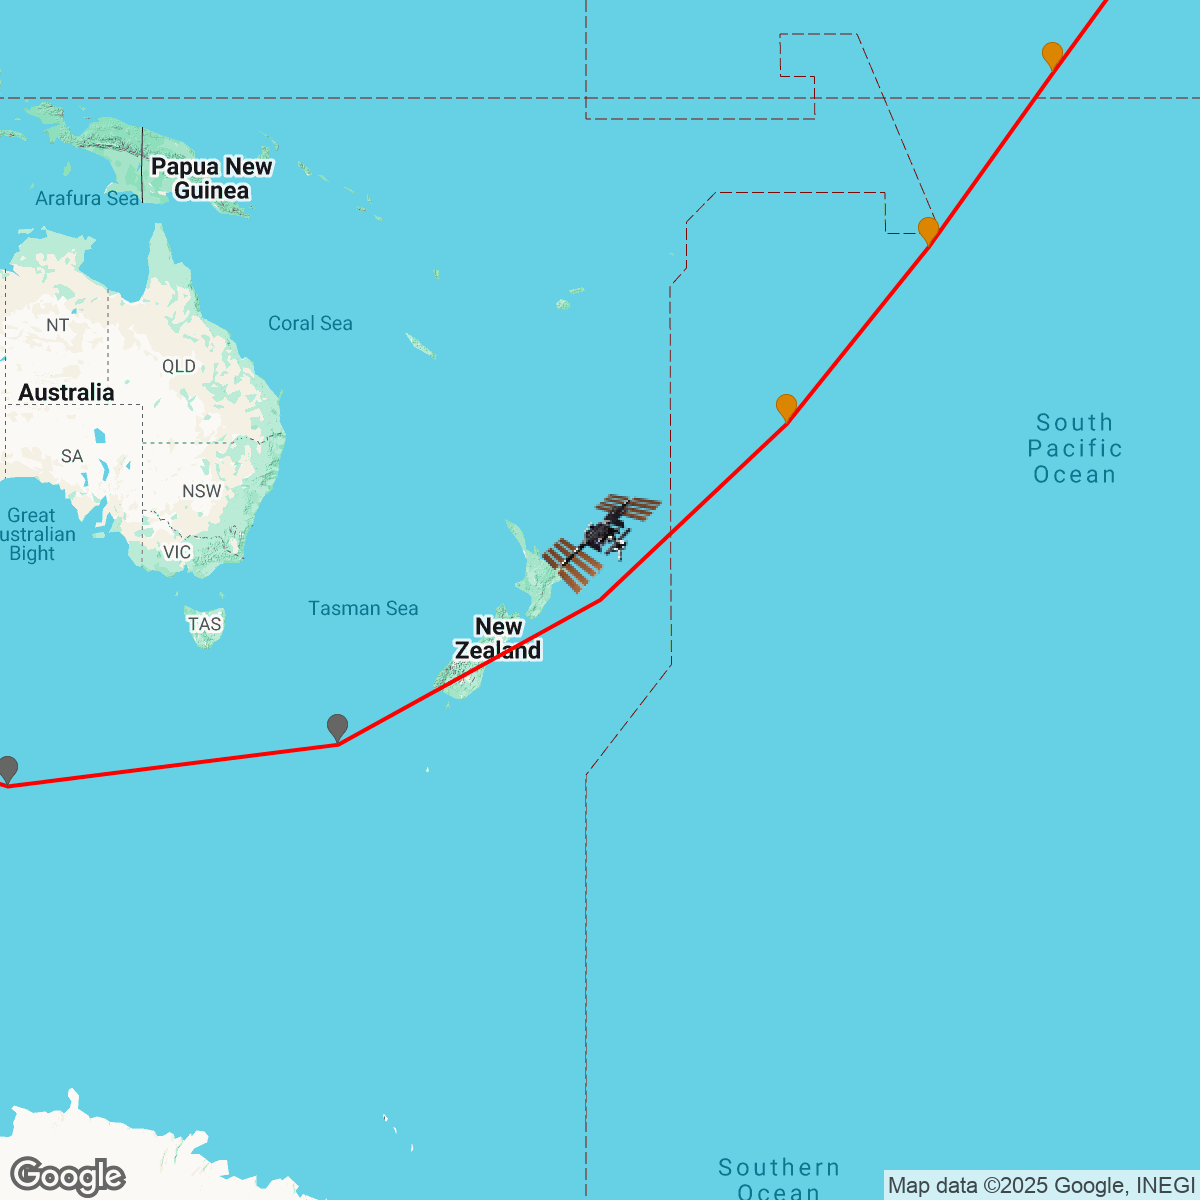 Papua New
Guinea
Arafura Sea
Coral Sea
NT
QLD
Australia
South
Pacific
Ocean
SA
NSW
Great
ustralian
Bight
VIC
Tasman Sea
TAS
New
Zealand
Southern
Ocean
Google
Map data ©2025 Google, INEGI